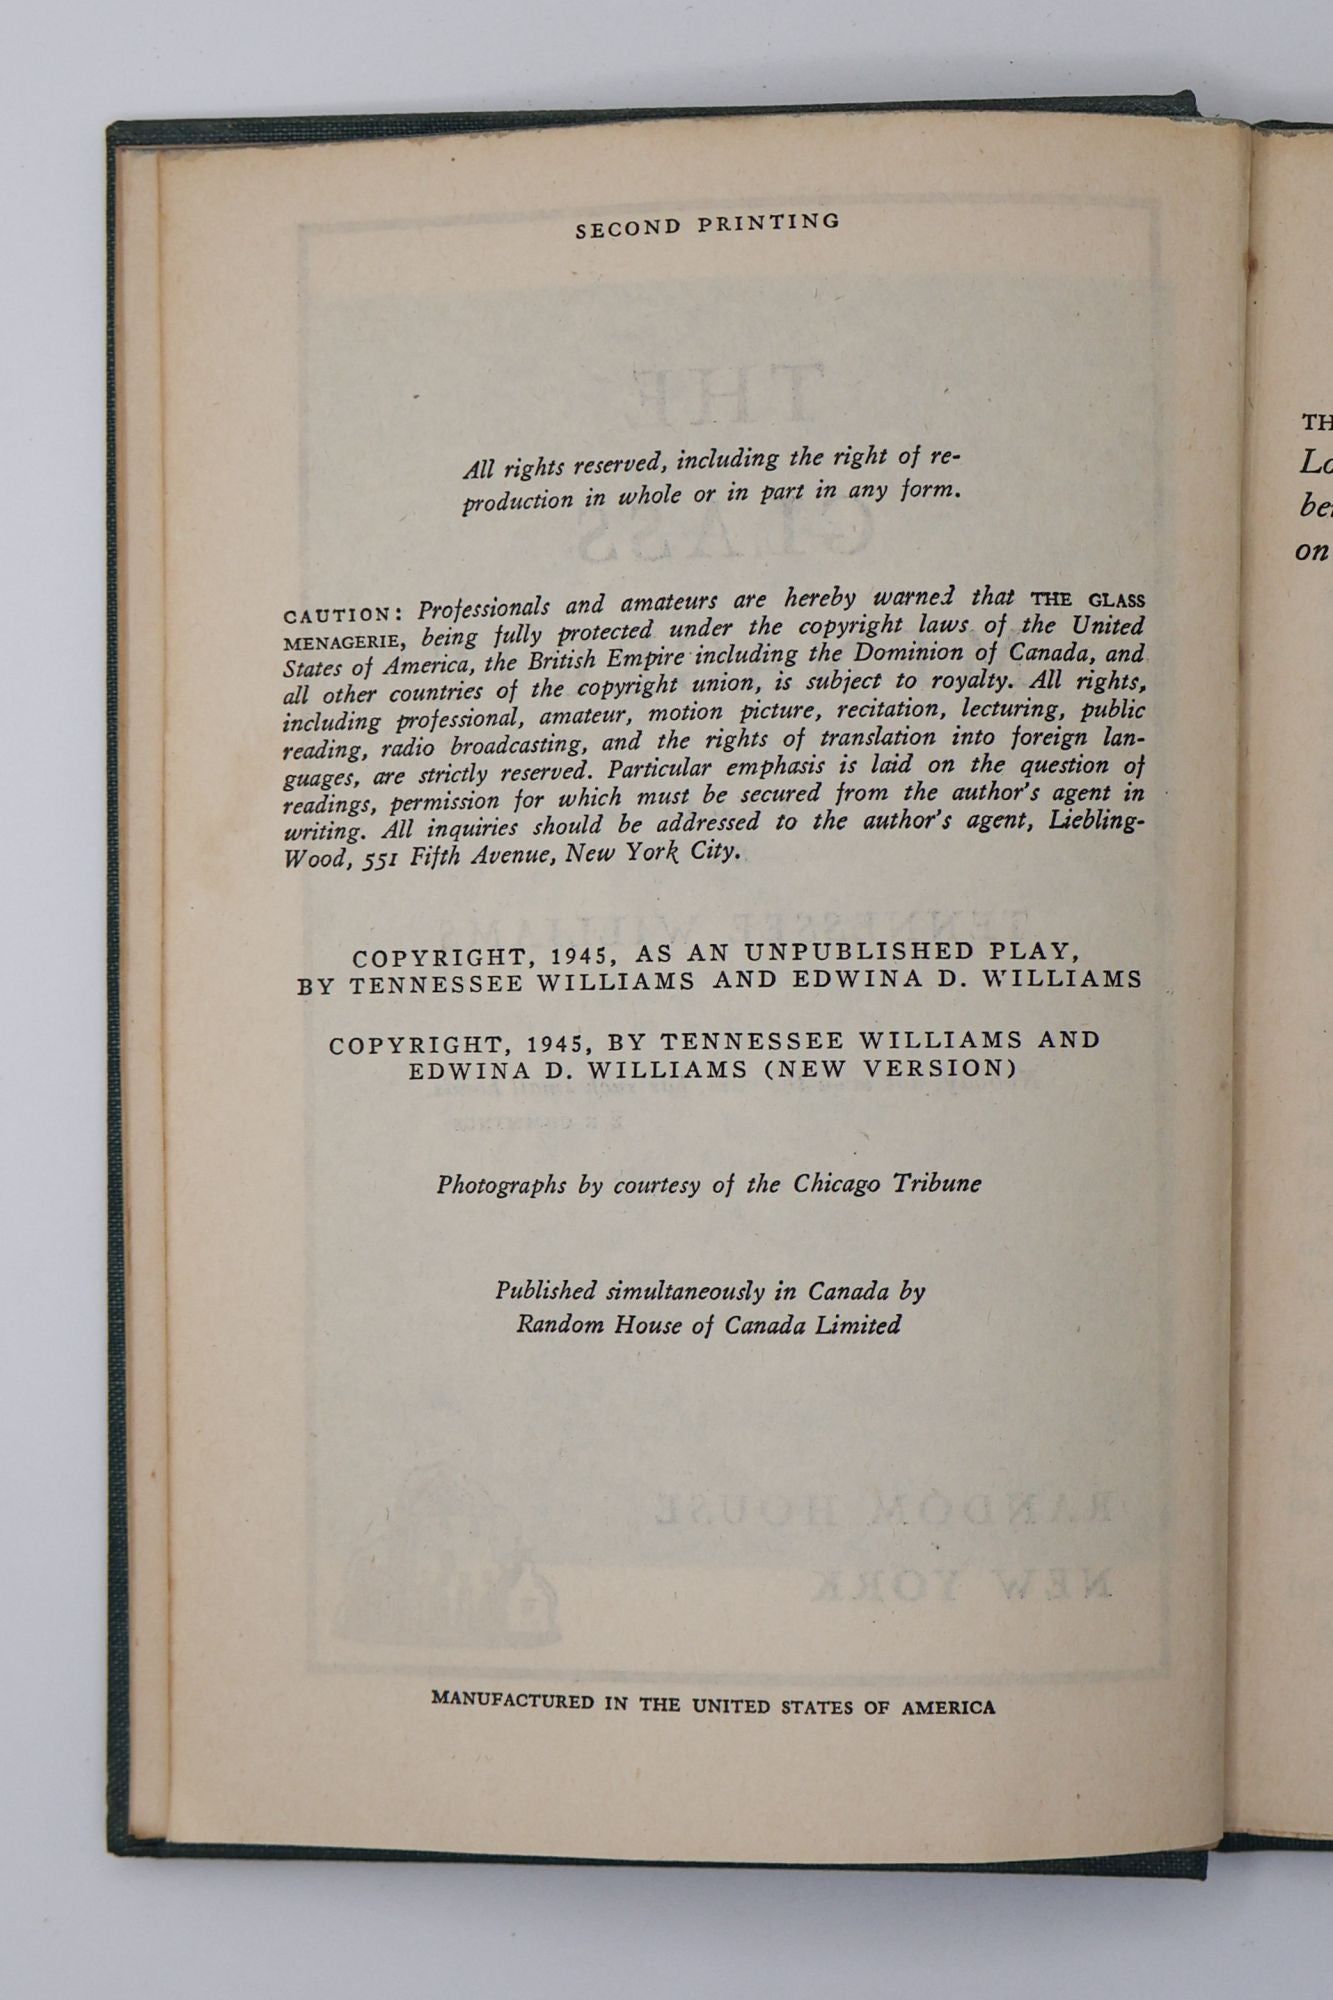 SECOND PRINTING
All rights reserved, including the right of re-
production in whole or in part in any form.
CAUTION: Professionals and amateurs are hereby warned that THE GLASS
MENAGERIE, being fully protected under the copyright laws of the United
States of America, the British Empire including the Dominion of Canada, and
all other countries of the copyright union, is subject to royalty. All rights,
including professional, amateur, motion picture, recitation, lecturing, public
reading, radio broadcasting, and the rights of translation into foreign lan-
guages, are strictly reserved. Particular emphasis is laid on the question of
readings, permission for which must be secured from the author's agent in
writing. All inquiries should be addressed to the author's agent, Liebling-
Wood, 551 Fifth Avenue, New York City.
COPYRIGHT, 1945, AS AN UNPUBLISHED PLAY,
BY TENNESSEE WILLIAMS AND EDWINA D. WILLIAMS
COPYRIGHT, 1945, BY TENNESSEE WILLIAMS AND
EDWINA D. WILLIAMS (NEW VERSION)
Photographs by courtesy of the Chicago Tribune
Published simultaneously in Canada by
Random House of Canada Limited
MANUFACTURED IN THE UNITED STATES OF AMERICA
TH
Lo
be
on